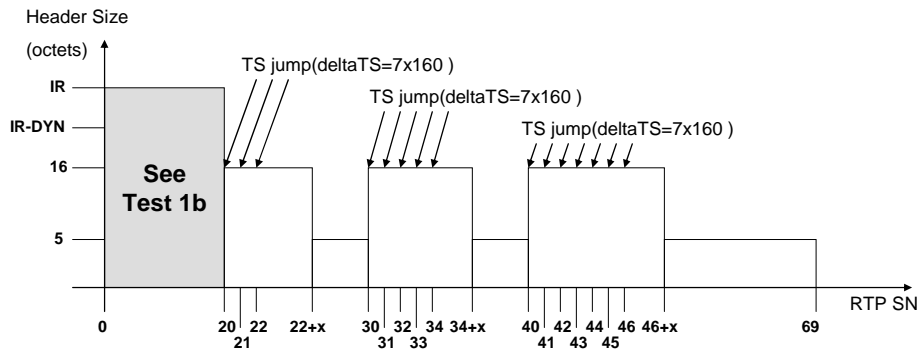 Header Size
(octets)
TS jump(deltaTS=7x160 )
TS jump(deltaTS=7x160 )
TS jump(deltaTS=7x160 )
IR
IR-DYN
16
5
See
Test 1b
RTP SN
0 20 22 22+x 30 32 34 34+x 40 42 44 46 46+x 69
21 31 33 41 43 45